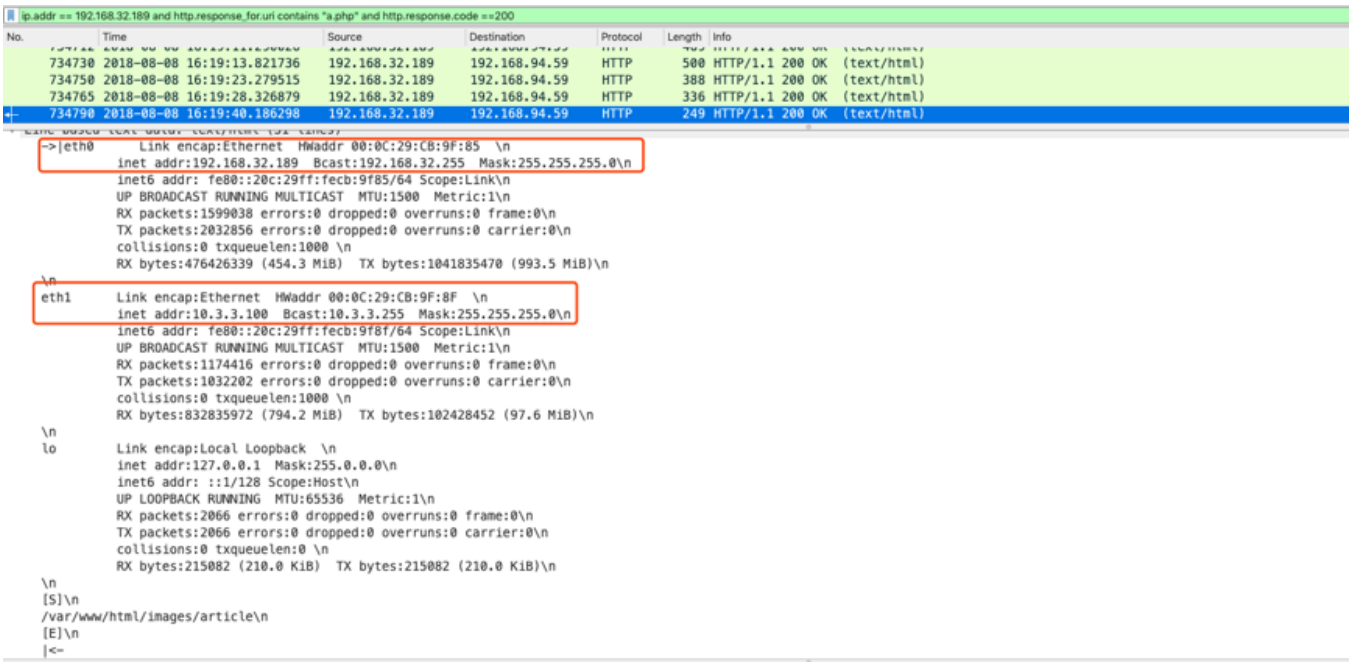 ip.addr == 192.168.32.189 and http.response_for.uri contains "a.php" and http.response.code ==200
No. Time Source Destination Protocol Length Info
734730 2018-08-08 16:19:13.821736 192.168.32.189 192.168.94.59 HTTP 500 HTTP/1.1 200 OK (text/html)
734750 2018-08-08 16:19:23.279515 192.168.32.189 192.168.94.59 HTTP 388 HTTP/1.1 200 OK (text/html)
734765 2018-08-08 16:19:28.326879 192.168.32.189 192.168.94.59 HTTP 336 HTTP/1.1 200 OK (text/html)
734790 2018-08-08 16:19:40.186298 192.168.32.189 192.168.94.59 HTTP 249 HTTP/1.1 200 OK (text/html)
Line-based text data: text/html (31 lines)
->|eth0 Link encap:Ethernet HWaddr 00:0C:29:CB:9F:85 \n
inet addr:192.168.32.189 Bcast:192.168.32.255 Mask:255.255.255.0\n
inet6 addr: fe80::20c:29ff:fecb:9f85/64 Scope:Link\n
UP BROADCAST RUNNING MULTICAST MTU:1500 Metric:1\n
RX packets:1599038 errors:0 dropped:0 overruns:0 frame:0\n
TX packets:2032856 errors:0 dropped:0 overruns:0 carrier:0\n
collisions:0 txqueuelen:1000 \n
RX bytes:476426339 (454.3 MiB) TX bytes:1041835470 (993.5 MiB)\n
\n
eth1 Link encap:Ethernet HWaddr 00:0C:29:CB:9F:8F \n
inet addr:10.3.3.100 Bcast:10.3.3.255 Mask:255.255.255.0\n
inet6 addr: fe80::20c:29ff:fecb:9f8f/64 Scope:Link\n
UP BROADCAST RUNNING MULTICAST MTU:1500 Metric:1\n
RX packets:1174416 errors:0 dropped:0 overruns:0 frame:0\n
TX packets:1032202 errors:0 dropped:0 overruns:0 carrier:0\n
collisions:0 txqueuelen:1000 \n
RX bytes:832835972 (794.2 MiB) TX bytes:102428452 (97.6 MiB)\n
\n
lo Link encap:Local Loopback \n
inet addr:127.0.0.1 Mask:255.0.0.0\n
inet6 addr: ::1/128 Scope:Host\n
UP LOOPBACK RUNNING MTU:65536 Metric:1\n
RX packets:2066 errors:0 dropped:0 overruns:0 frame:0\n
TX packets:2066 errors:0 dropped:0 overruns:0 carrier:0\n
collisions:0 txqueuelen:0 \n
RX bytes:215082 (210.0 KiB) TX bytes:215082 (210.0 KiB)\n
\n
[S]\n
/var/www/html/images/article\n
[E]\n
|<-